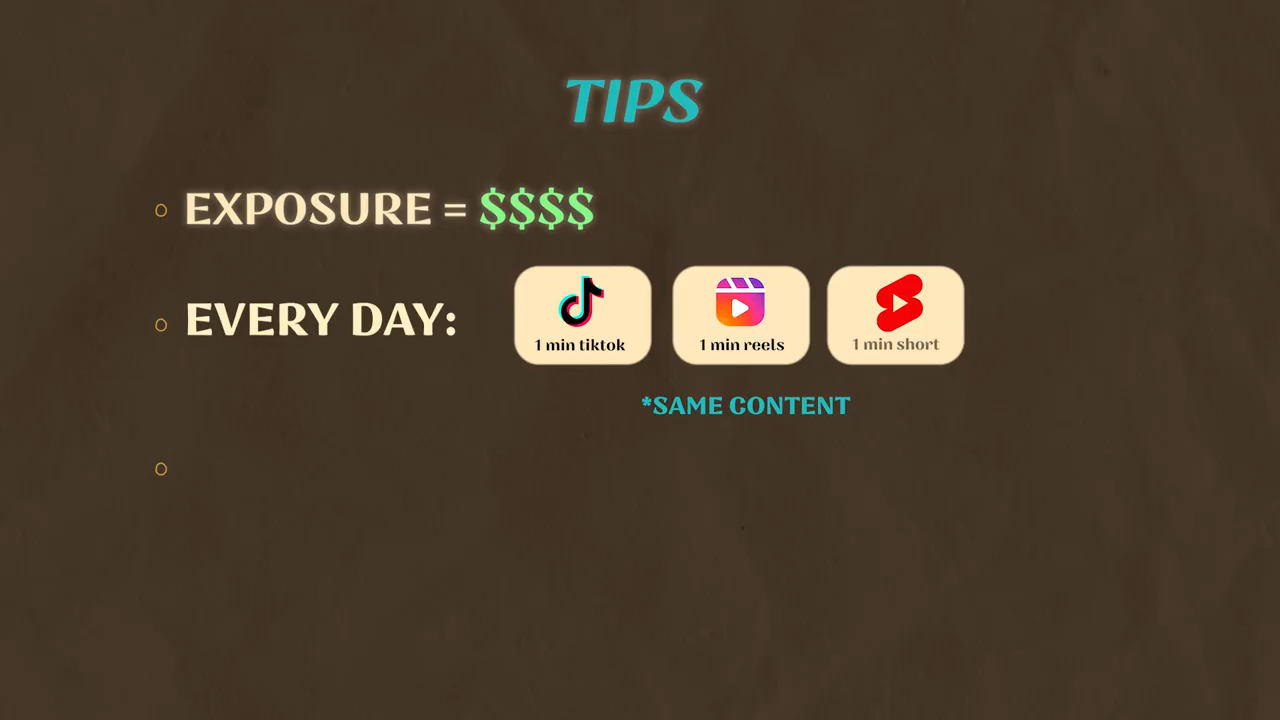 TIPS
EXPOSURE = $$$$
EVERY DAY:
1 min tiktok
1 min reels
1 min short
*SAME CONTENT